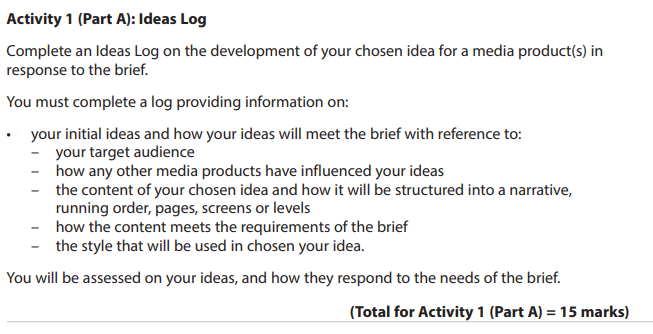 Activity 1 (Part A): Ideas Log
Complete an Ideas Log on the development of your chosen idea for a media product(s) in
response to the brief.
You must complete a log providing information on:
• your initial ideas and how your ideas will meet the brief with reference to:
– your target audience
– how any other media products have influenced your ideas
– the content of your chosen idea and how it will be structured into a narrative,
running order, pages, screens or levels
– how the content meets the requirements of the brief
– the style that will be used in chosen your idea.
You will be assessed on your ideas, and how they respond to the needs of the brief.
(Total for Activity 1 (Part A) = 15 marks)